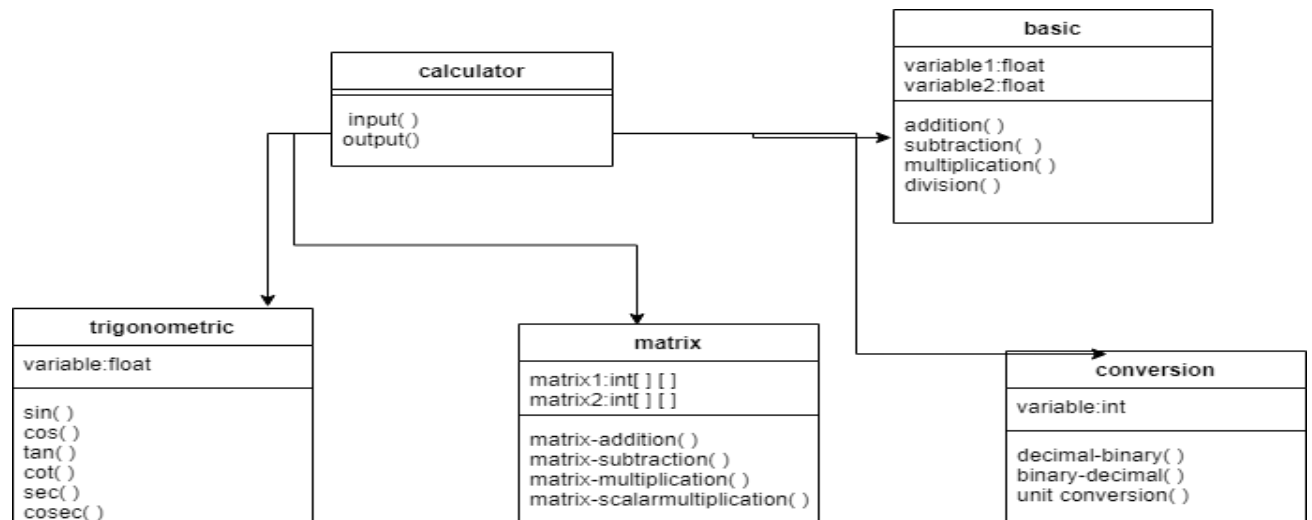 calculator
input( )
output()
basic
variable1:float
variable2:float
addition( )
subtraction( )
multiplication( )
division( )
trigonometric
variable:float
sin( )
cos( )
tan( )
cot( )
sec( )
cosec( )
matrix
matrix1:int[ ] [ ]
matrix2:int[ ] [ ]
matrix-addition( )
matrix-subtraction( )
matrix-multiplication( )
matrix-scalarmultiplication( )
conversion
variable:int
decimal-binary( )
binary-decimal( )
unit conversion( )